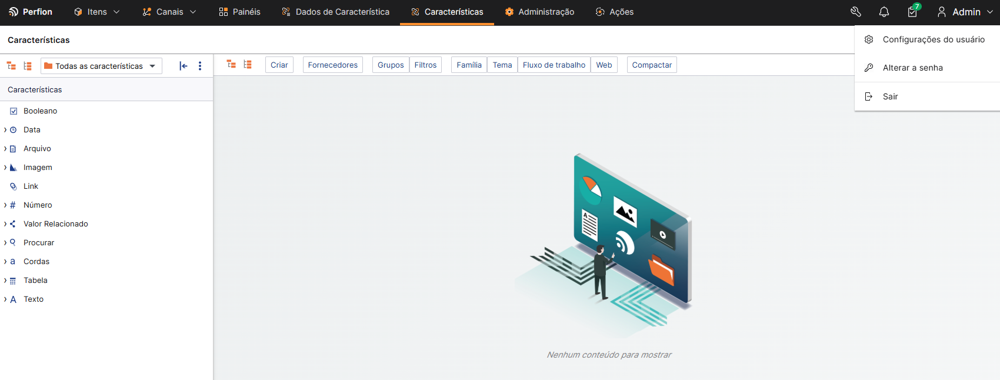 Perfion Itens Canais Painéis Dados de Característica Características Administração Ações 7 Admin
Características
Configurações do usuário
Alterar a senha
Sair
Todas as características
Criar Fornecedores Grupos Filtros Família Tema Fluxo de trabalho Web Compactar
Características
Booleano
Data
Arquivo
Imagem
Link
Número
Valor Relacionado
Procurar
Cordas
Tabela
Texto
Nenhum conteúdo para mostrar